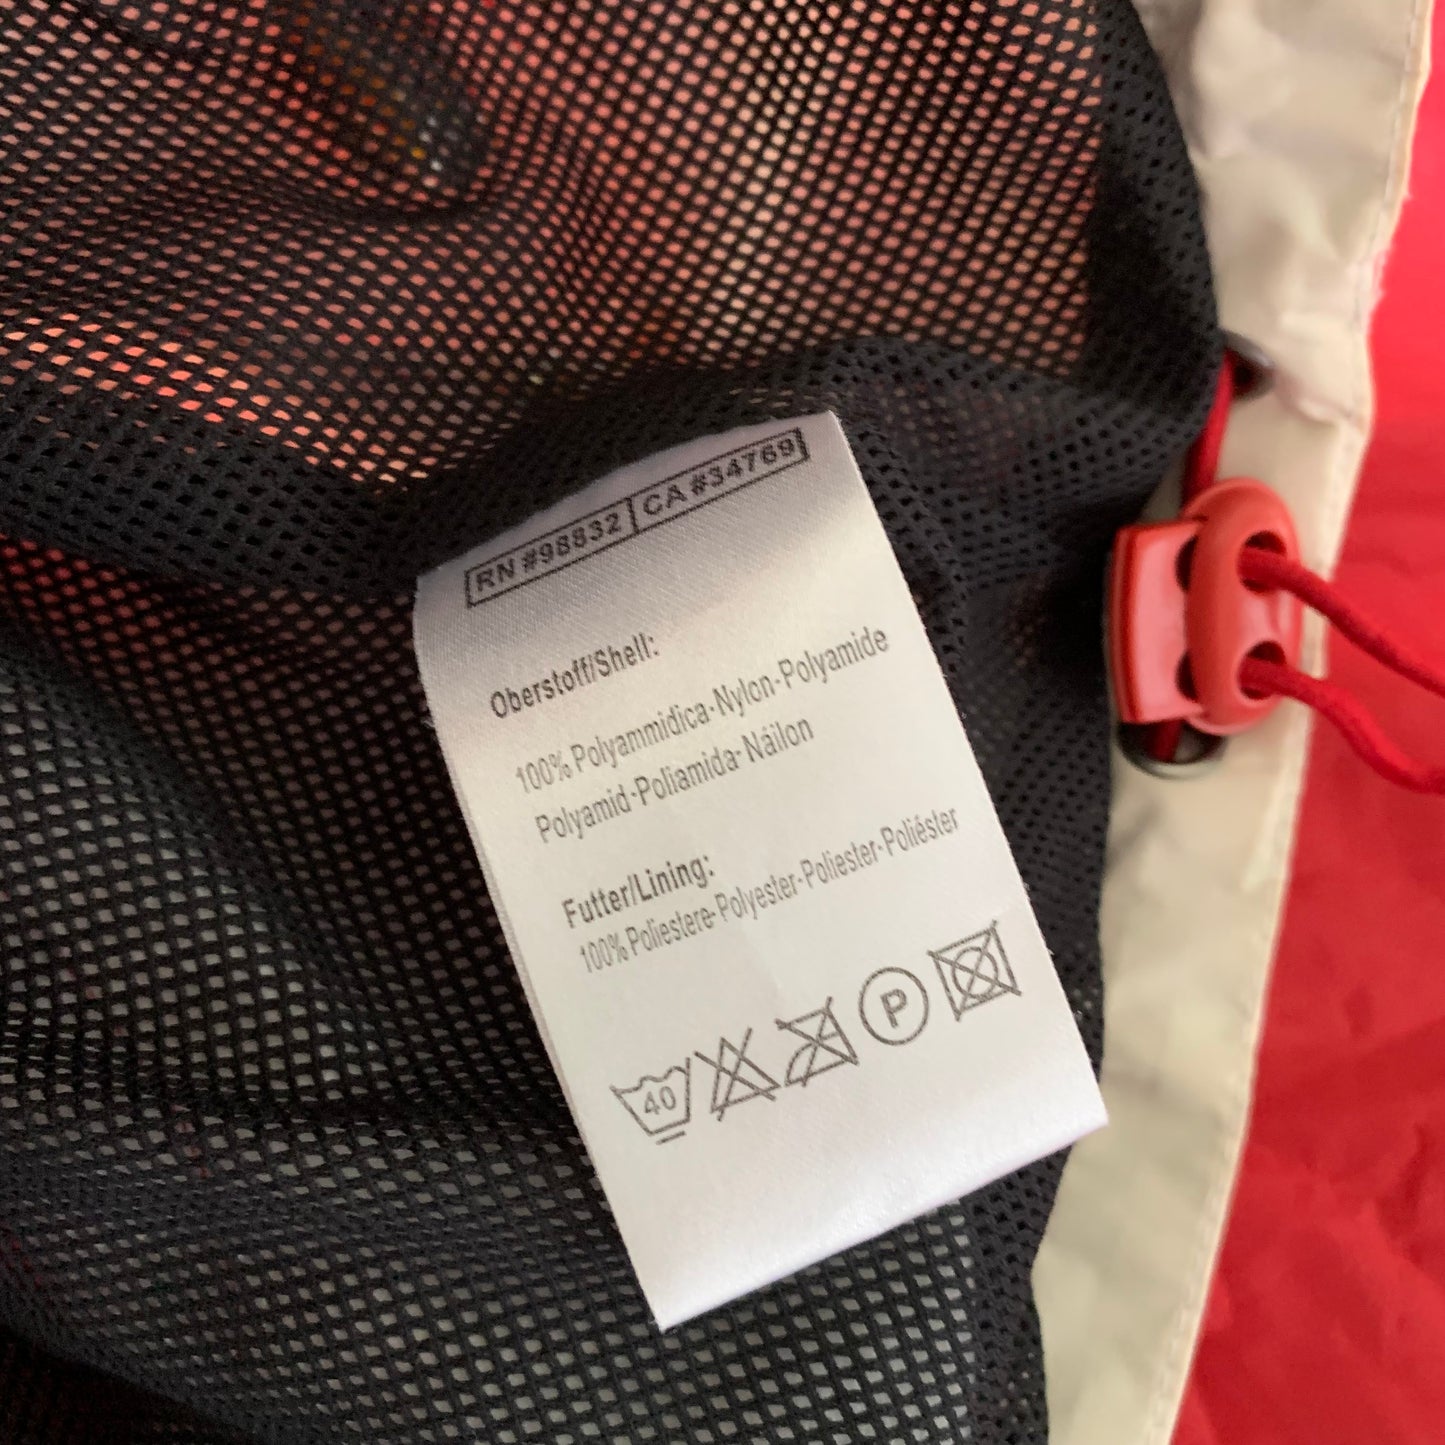 RN #98832 CA #34769
Oberstoff/Shell:
100% Polyammidica-Nylon-Polyamide
Polyamid-Poliamida-Náilon
Futter/Lining:
100% Poliestere-Polyester-Poliester-Poliéster
40 P